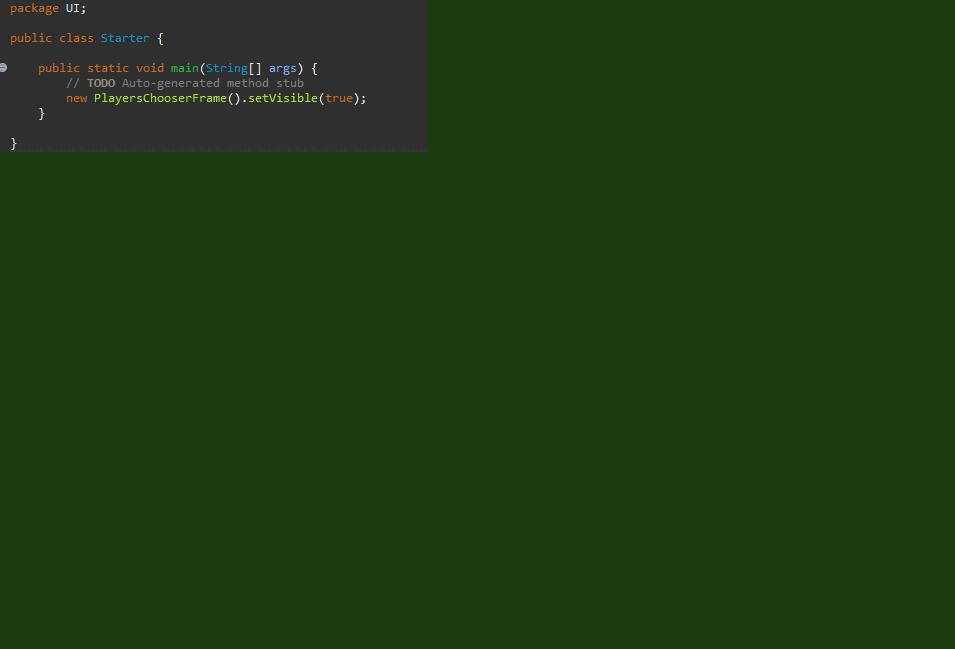 package UI;
public class Starter {
public static void main(String[] args) {
// TODO Auto-generated method stub
new PlayersChooserFrame().setVisible(true);
}
}